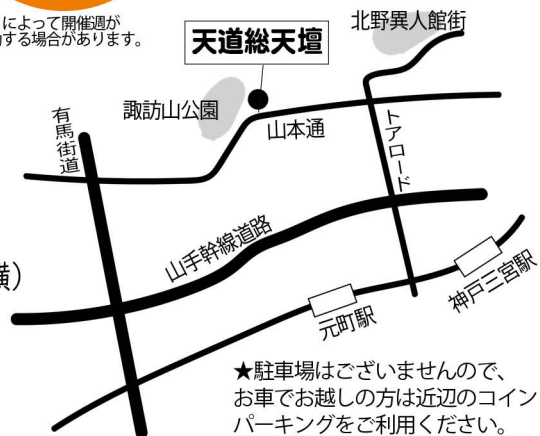 によって開催週が
する場合があります。
北野異人館街
天道総天壇
諏訪山公園
有馬街道
山本通
トアロード
山手幹線道路
横）
神戸三宮駅
元町駅
★駐車場はございませんので、
お車でお越しの方は近辺のコイン
パーキングをご利用ください。